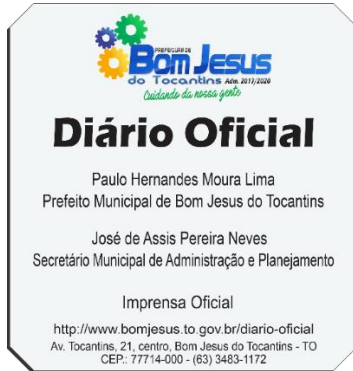 PREFEITURA DE
Bom Jesus
do Tocantins Adm. 2017/2020
Cuidando da nossa gente
Diário Oficial
Paulo Hernandes Moura Lima
Prefeito Municipal de Bom Jesus do Tocantins
José de Assis Pereira Neves
Secretário Municipal de Administração e Planejamento
Imprensa Oficial
http://www.bomjesus.to.gov.br/diario-oficial
Av. Tocantins, 21, centro, Bom Jesus do Tocantins - TO
CEP.: 77714-000 - (63) 3483-1172